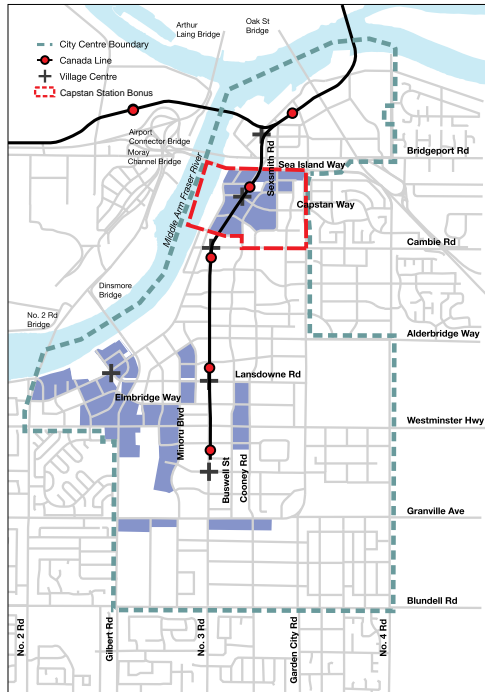 Arthur
Laing Bridge
Oak St
Bridge
City Centre Boundary
Canada Line
Village Centre
Capstan Station Bonus
Airport
Connector Bridge
Moray
Channel Bridge
Bridgeport Rd
Sexsmith Rd
Sea Island Way
Middle Arm Fraser River
Capstan Way
Cambie Rd
Dinsmore
Bridge
No. 2 Rd
Bridge
Alderbridge Way
Lansdowne Rd
Elmbridge Way
Minoru Blvd
Westminster Hwy
Buswell St
Cooney Rd
Granville Ave
Blundell Rd
No. 2 Rd
Gilbert Rd
No. 3 Rd
Garden City Rd
No. 4 Rd